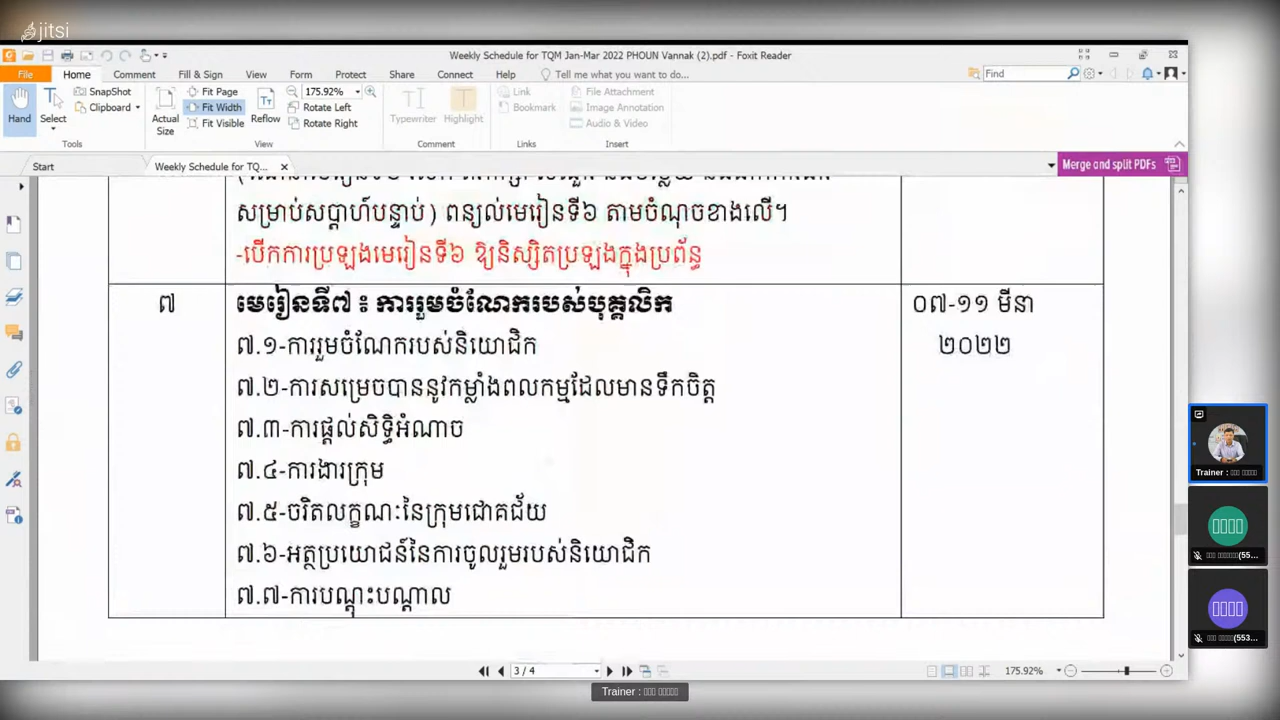 jitsi
Weekly Schedule for TQM Jan-Mar 2022 PHOUN Vannak (2).pdf - Foxit Reader
File Home Comment Fill & Sign View Form Protect Share Connect Help Tell me what you want to do... Find
SnapShot Fit Page 175.92% Link File Attachment
Clipboard Fit Width Rotate Left Bookmark Image Annotation
Hand Select Actual Size Fit Visible Reflow Rotate Right Typewriter Highlight Audio & Video
Tools View Comment Links Insert
Start Weekly Schedule for TQ... Merge and split PDFs
សម្រាប់សប្តាហ៍បន្ទាប់) ពន្យល់មេរៀនទី៦ តាមចំណុចខាងលើ។
-បើកការប្រឡងមេរៀនទី៦ ឱ្យនិស្សិតប្រឡងក្នុងប្រព័ន្ធ
៧ មេរៀនទី៧ ៖ ការរួមចំណែករបស់បុគ្គលិក ០៧-១១ មីនា
៧.១-ការរួមចំណែករបស់និយោជិក ២០២២
៧.២-ការសម្រេចបាននូវកម្លាំងពលកម្មដែលមានទឹកចិត្ត
៧.៣-ការផ្តល់សិទ្ធិអំណាច
៧.៤-ការងារក្រុម
៧.៥-ចរិតលក្ខណៈនៃក្រុមជោគជ័យ
៧.៦-អត្ថប្រយោជន៍នៃការចូលរួមរបស់និយោជិក
៧.៧-ការបណ្តុះបណ្តាល
Trainer :
(55...
(553...
3 / 4 175.92%
Trainer :